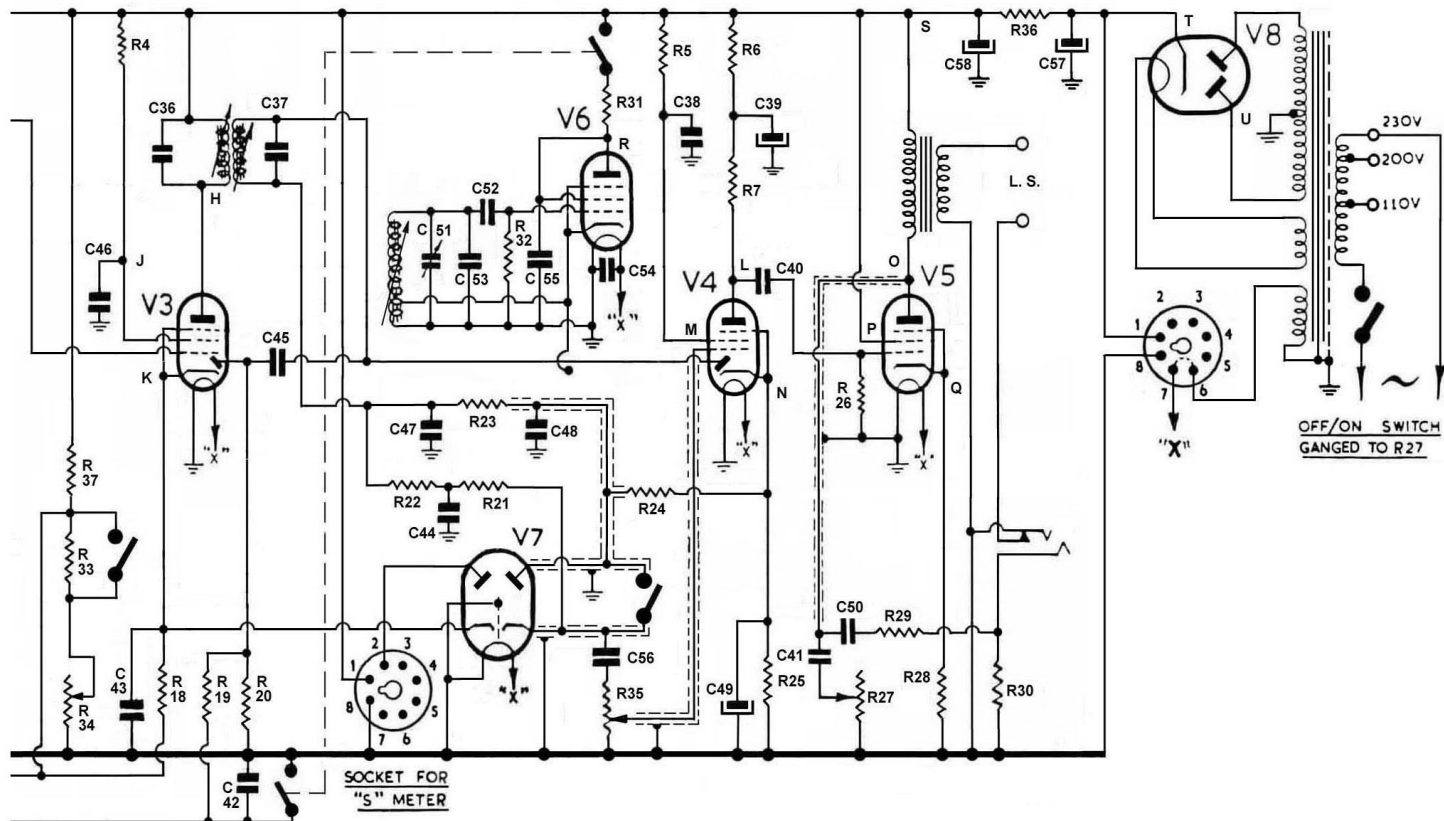 R4
C36
C37
H
C46
J
V3
K
C45
"X"
R
37
R
33
R
34
C
43
R
18
R
19
R
20
C
42
C47
R23
C48
R22
R21
C44
V7
1
2
3
4
5
6
7
8
"X"
SOCKET FOR
"S" METER
R31
V6
R
C52
C
51
C
53
R
32
C
55
C54
"X"
R5
R6
C38
C39
R7
L
C40
V4
M
N
"X"
R24
C56
R35
C49
R25
S
C58
R36
C57
O
V5
P
R
26
Q
"X"
L. S.
C50
R29
C41
R27
R28
R30
T
V8
U
230V
200V
110V
1
2
3
4
5
6
7
8
"X"
~
OFF/ON SWITCH
GANGED TO R27